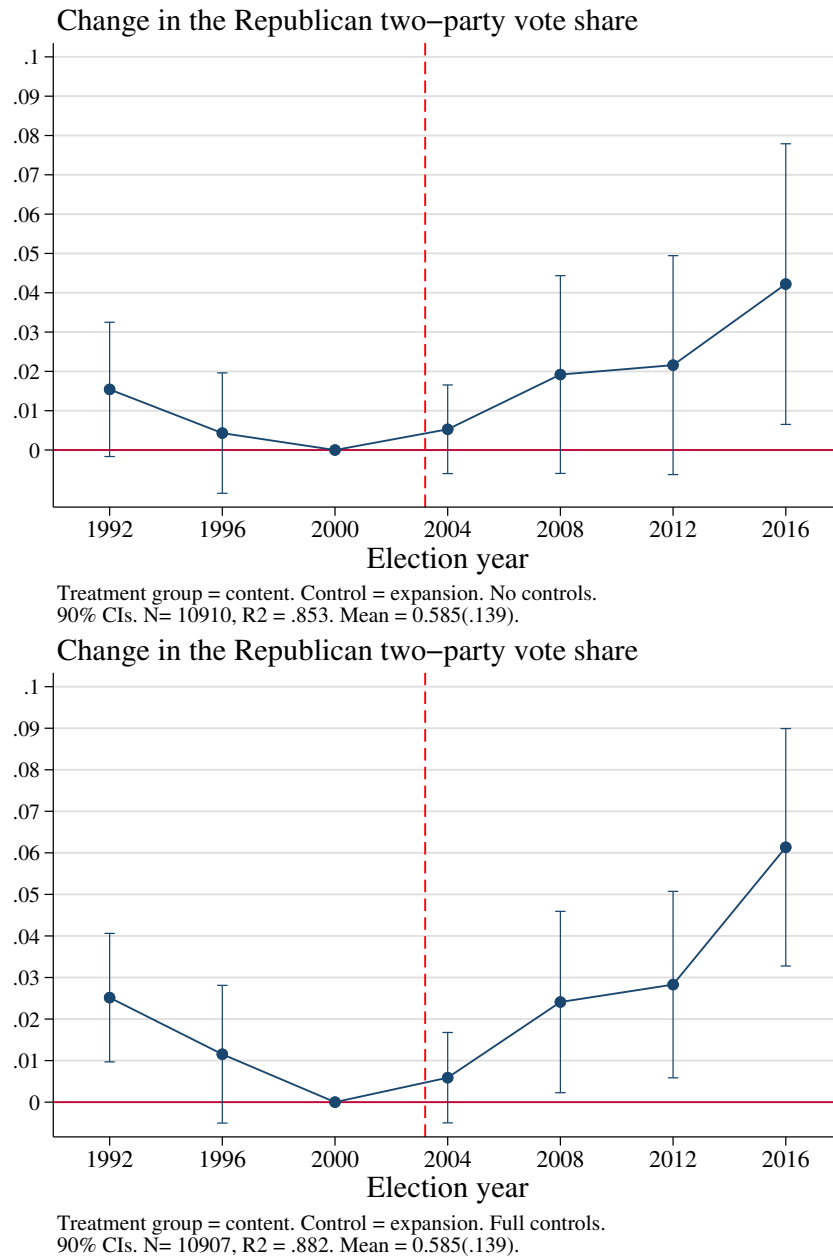 Change in the Republican two−party vote share
.1
.09
.08
.07
.06
.05
.04
.03
.02
.01
0
1992 1996 2000 2004 2008 2012 2016
Election year
Treatment group = content. Control = expansion. No controls.
90% CIs. N= 10910, R2 = .853. Mean = 0.585(.139).
Change in the Republican two−party vote share
.1
.09
.08
.07
.06
.05
.04
.03
.02
.01
0
1992 1996 2000 2004 2008 2012 2016
Election year
Treatment group = content. Control = expansion. Full controls.
90% CIs. N= 10907, R2 = .882. Mean = 0.585(.139).